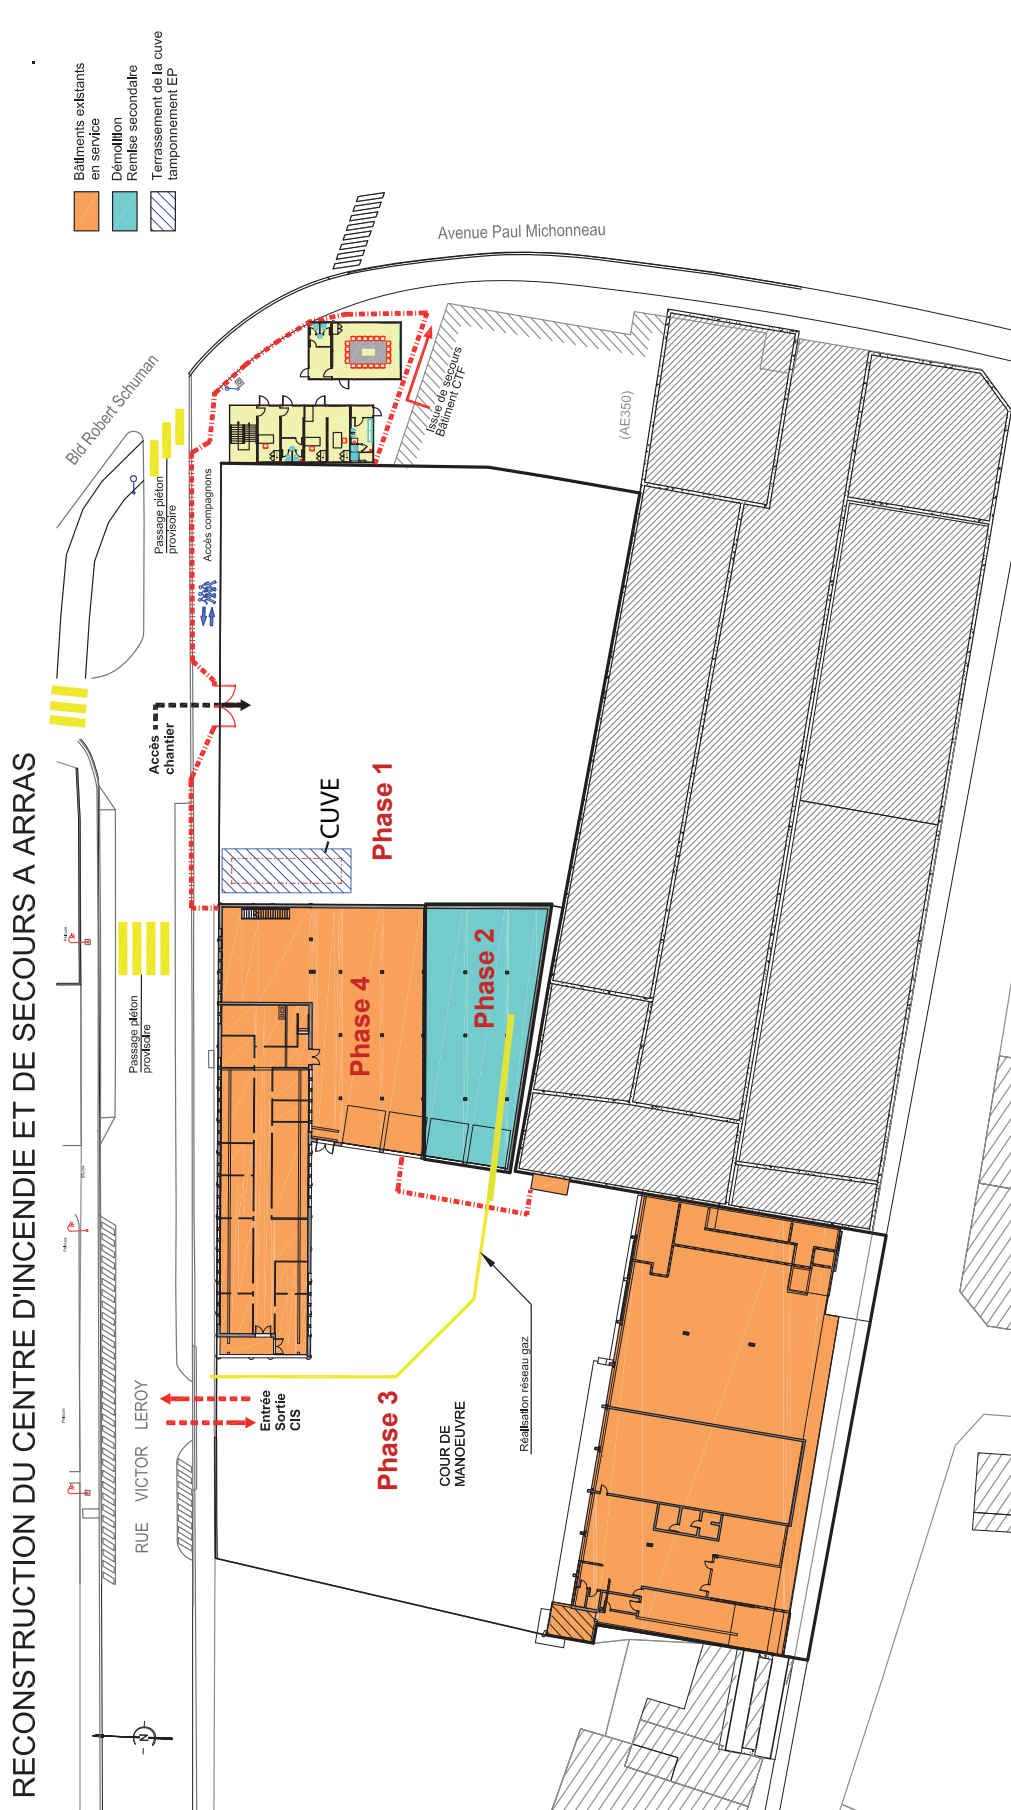 RECONSTRUCTION DU CENTRE D'INCENDIE ET DE SECOURS A ARRAS
Bâtiments existants
en service
Démolition
Remise secondaire
Terrassement de la cuve
tamponnement EP
Avenue Paul Michonneau
Bld Robert Schuman
Passage piéton
provisoire
Accès compagnons
Issue de secours
Bâtiment CTF
(AE350)
Accès
chantier
CUVE
Phase 1
Phase 2
Phase 4
Passage piéton
provisoire
Phase 3
Entrée
Sortie
CIS
COUR DE
MANOEUVRE
Réalisation réseau gaz
RUE VICTOR LEROY
N